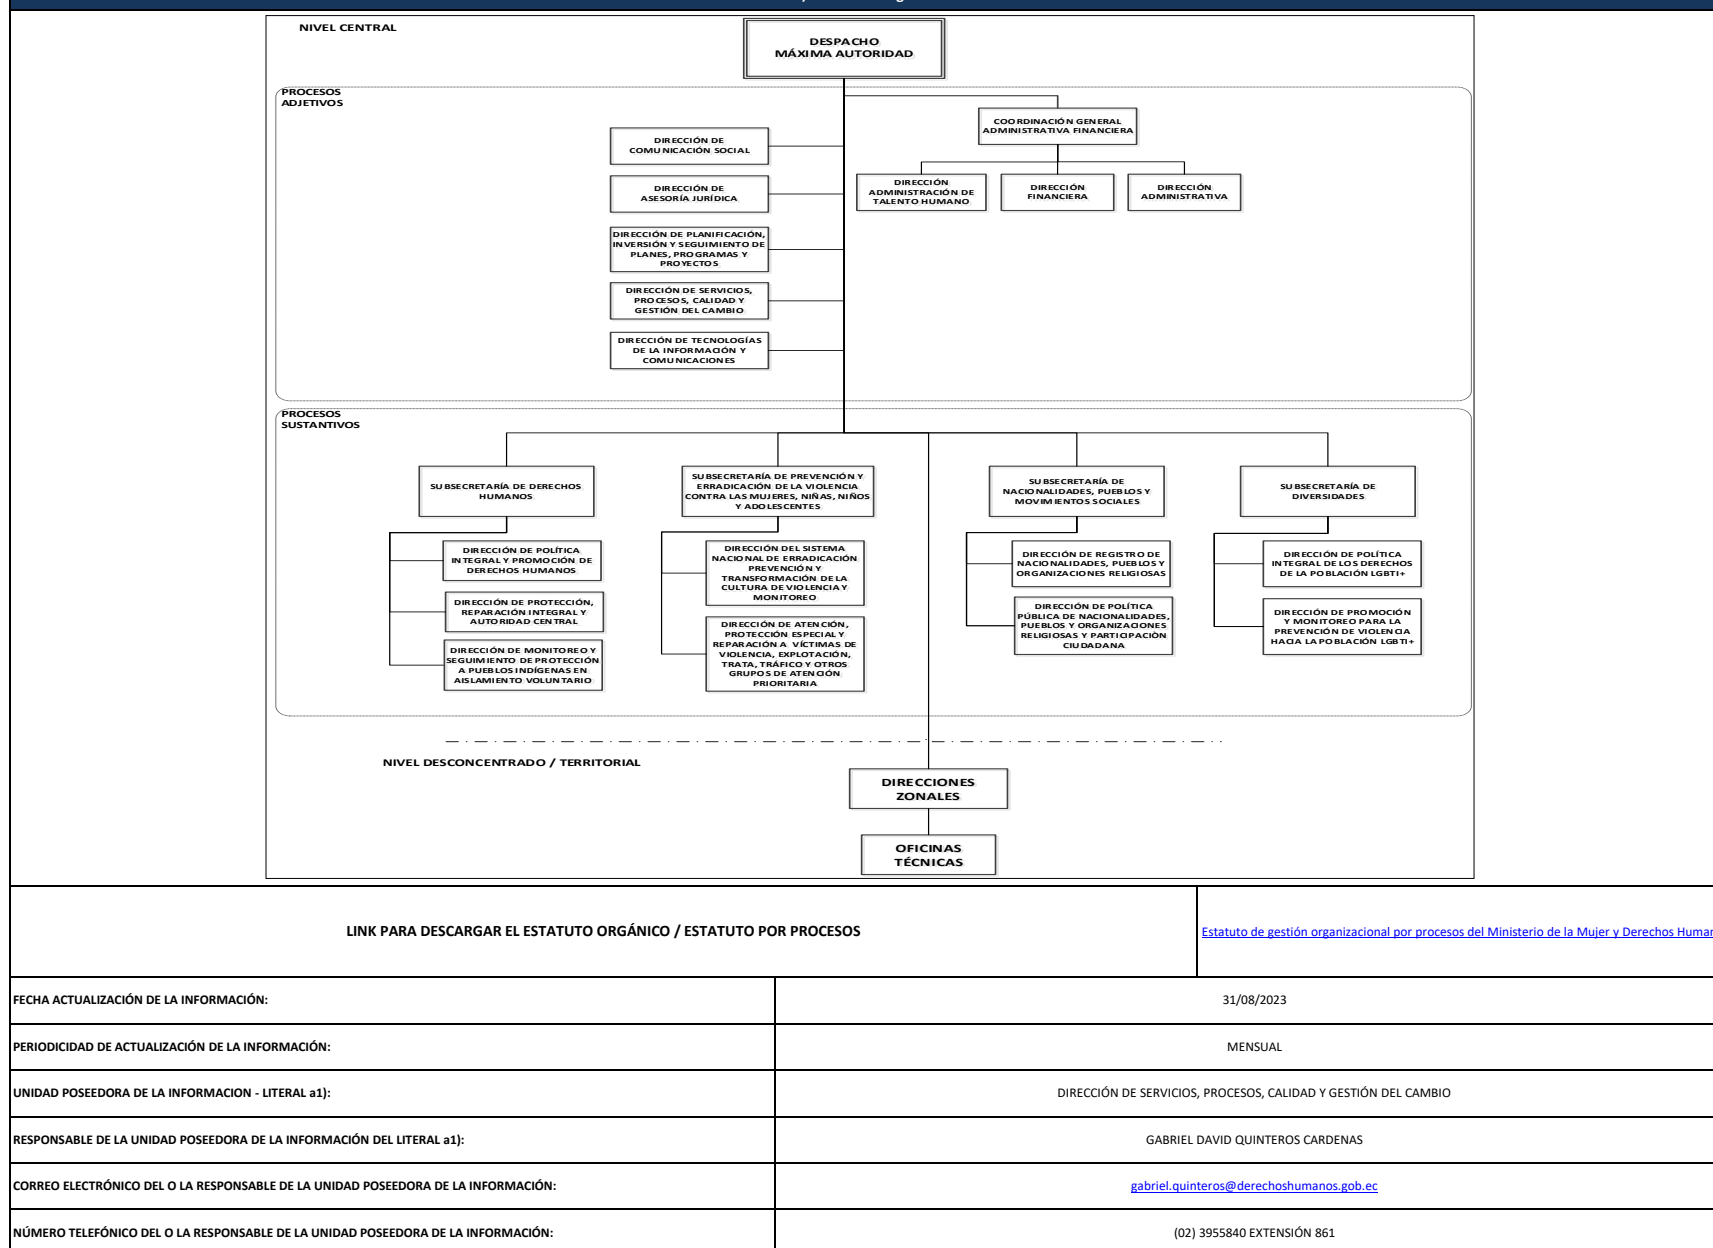 NIVEL CENTRAL
DESPACHO
MÁXIMA AUTORIDAD
PROCESOS
ADJETIVOS
COORDINACIÓN GENERAL
ADMINISTRATIVA FINANCIERA
DIRECCIÓN DE
COMUNICACIÓN SOCIAL
DIRECCIÓN
ADMINISTRACIÓN DE
TALENTO HUMANO
DIRECCIÓN
FINANCIERA
DIRECCIÓN
ADMINISTRATIVA
DIRECCIÓN DE
ASESORÍA JURÍDICA
DIRECCIÓN DE PLANIFICACIÓN,
INVERSIÓN Y SEGUIMIENTO DE
PLANES, PROGRAMAS Y
PROYECTOS
DIRECCIÓN DE SERVICIOS,
PROCESOS, CALIDAD Y
GESTIÓN DEL CAMBIO
DIRECCIÓN DE TECNOLOGÍAS
DE LA INFORMACIÓN Y
COMUNICACIONES
PROCESOS
SUSTANTIVOS
SUBSECRETARÍA DE DERECHOS
HUMANOS
SUBSECRETARÍA DE PREVENCIÓN Y
ERRADICACIÓN DE LA VIOLENCIA
CONTRA LAS MUJERES, NIÑAS, NIÑOS
Y ADOLESCENTES
SUBSECRETARÍA DE
NACIONALIDADES, PUEBLOS Y
MOVIMIENTOS SOCIALES
SUBSECRETARÍA DE
DIVERSIDADES
DIRECCIÓN DE POLÍTICA
INTEGRAL Y PROMOCIÓN DE
DERECHOS HUMANOS
DIRECCIÓN DE PROTECCIÓN,
REPARACIÓN INTEGRAL Y
AUTORIDAD CENTRAL
DIRECCIÓN DE MONITOREO Y
SEGUIMIENTO DE PROTECCIÓN
A PUEBLOS INDÍGENAS EN
AISLAMIENTO VOLUNTARIO
DIRECCIÓN DEL SISTEMA
NACIONAL DE ERRADICACIÓN
PREVENCIÓN Y
TRANSFORMACIÓN DE LA
CULTURA DE VIOLENCIA Y
MONITOREO
DIRECCIÓN DE ATENCIÓN,
PROTECCIÓN ESPECIAL Y
REPARACIÓN A VÍCTIMAS DE
VIOLENCIA, EXPLOTACIÓN,
TRATA, TRÁFICO Y OTROS
GRUPOS DE ATENCIÓN
PRIORITARIA
DIRECCIÓN DE REGISTRO DE
NACIONALIDADES, PUEBLOS Y
ORGANIZACIONES RELIGIOSAS
DIRECCIÓN DE POLÍTICA
PÚBLICA DE NACIONALIDADES,
PUEBLOS Y ORGANIZACIONES
RELIGIOSAS Y PARTICIPACIÒN
CIUDADANA
DIRECCIÓN DE POLÍTICA
INTEGRAL DE LOS DERECHOS
DE LA POBLACIÓN LGBTI+
DIRECCIÓN DE PROMOCIÓN
Y MONITOREO PARA LA
PREVENCIÓN DE VIOLENCIA
HACIA LA POBLACIÓN LGBTI+
NIVEL DESCONCENTRADO / TERRITORIAL
DIRECCIONES
ZONALES
OFICINAS
TÉCNICAS
LINK PARA DESCARGAR EL ESTATUTO ORGÁNICO / ESTATUTO POR PROCESOS
Estatuto de gestión organizacional por procesos del Ministerio de la Mujer y Derechos Human
FECHA ACTUALIZACIÓN DE LA INFORMACIÓN:
31/08/2023
PERIODICIDAD DE ACTUALIZACIÓN DE LA INFORMACIÓN:
MENSUAL
UNIDAD POSEEDORA DE LA INFORMACION - LITERAL a1):
DIRECCIÓN DE SERVICIOS, PROCESOS, CALIDAD Y GESTIÓN DEL CAMBIO
RESPONSABLE DE LA UNIDAD POSEEDORA DE LA INFORMACIÓN DEL LITERAL a1):
GABRIEL DAVID QUINTEROS CARDENAS
CORREO ELECTRÓNICO DEL O LA RESPONSABLE DE LA UNIDAD POSEEDORA DE LA INFORMACIÓN:
gabriel.quinteros@derechoshumanos.gob.ec
NÚMERO TELEFÓNICO DEL O LA RESPONSABLE DE LA UNIDAD POSEEDORA DE LA INFORMACIÓN:
(02) 3955840 EXTENSIÓN 861